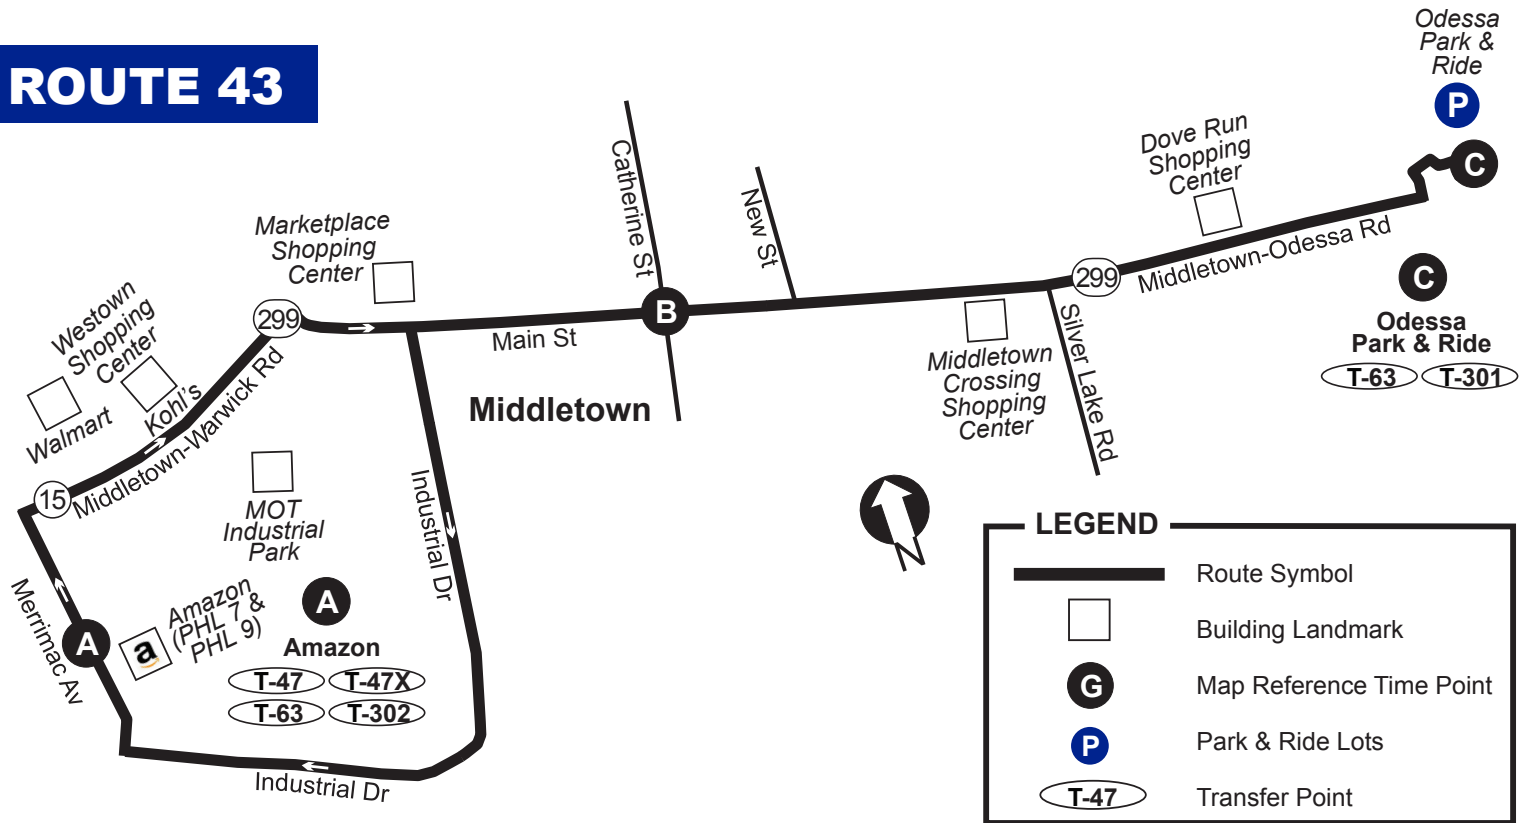 ROUTE 43
Odessa
Park &
Ride
P
C
Dove Run
Shopping
Center
Catherine St
New St
Marketplace
Shopping
Center
299
B
299
Middletown-Odessa Rd
C
Odessa
Park & Ride
T-63 T-301
Main St
Westown
Shopping
Center
Walmart
Kohl's
Middletown-Warwick Rd
15
Middletown
Middletown
Crossing
Shopping
Center
Silver Lake Rd
MOT
Industrial
Park
Industrial Dr
N
Merrimac Av
A
a
Amazon
(PHL 7 &
PHL 9)
A
Amazon
T-47 T-47X
T-63 T-302
Industrial Dr
LEGEND
Route Symbol
Building Landmark
G Map Reference Time Point
P Park & Ride Lots
T-47 Transfer Point